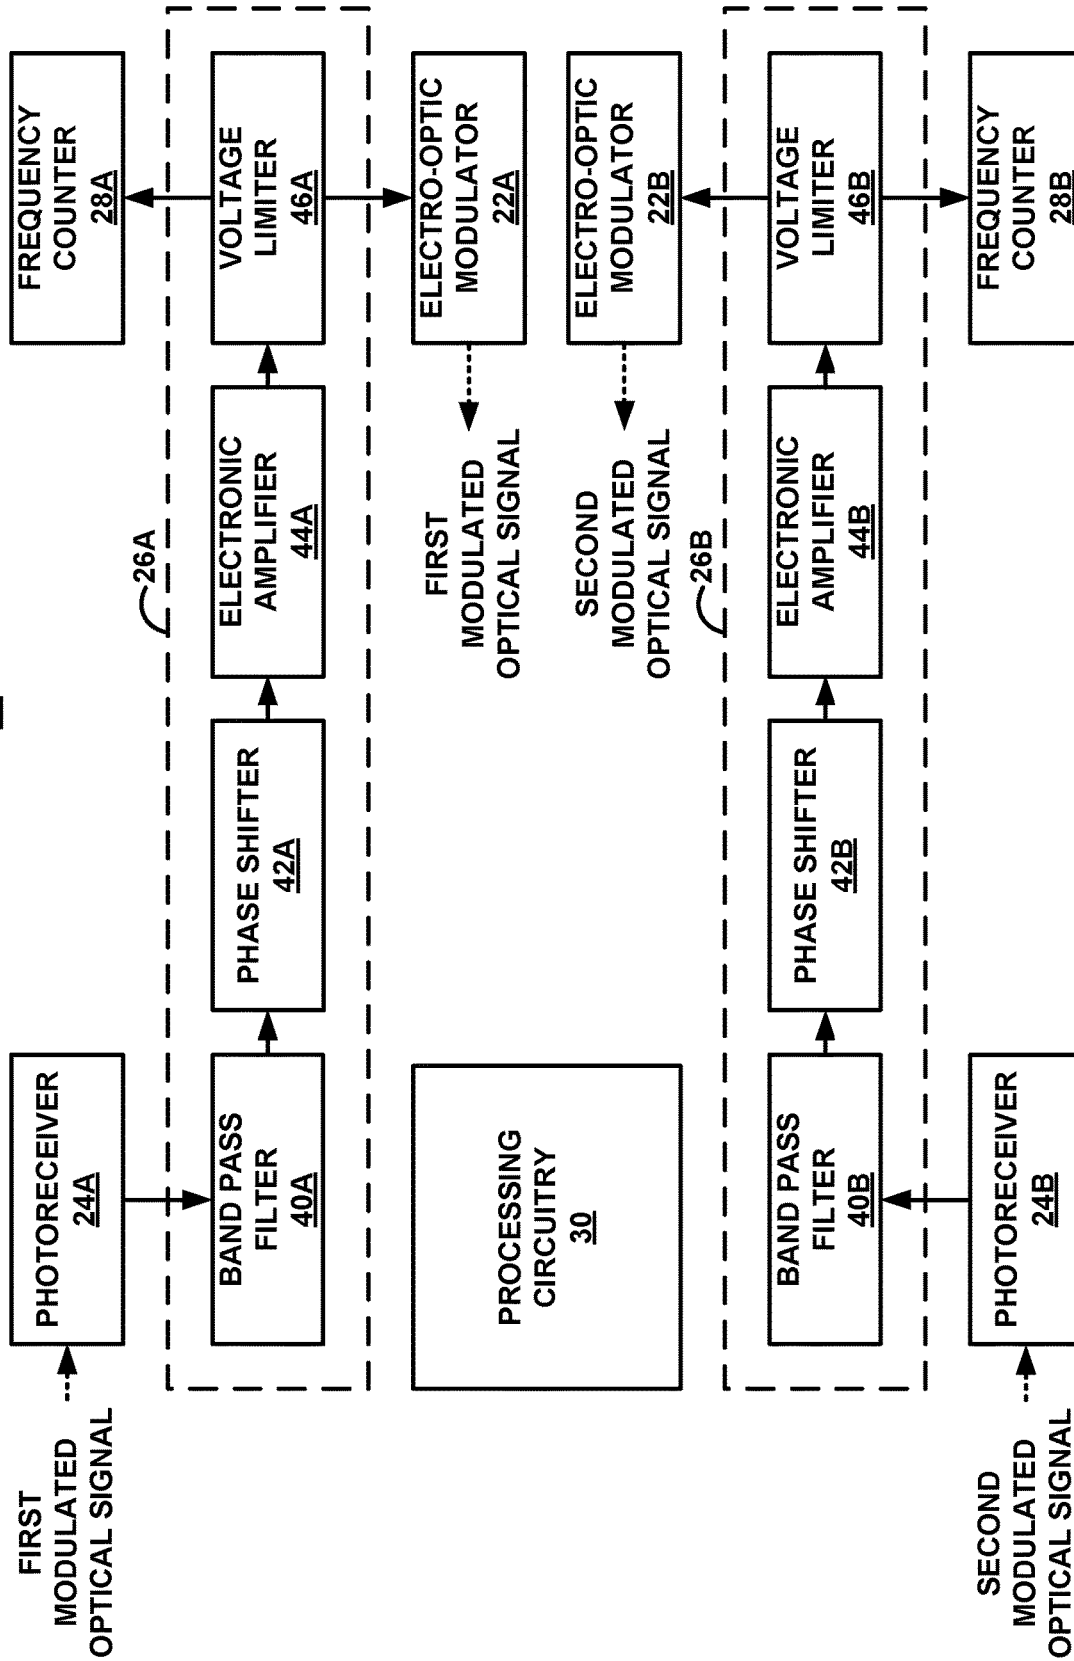 FIRST
MODULATED
OPTICAL SIGNAL
PHOTORECEIVER
24A
FREQUENCY
COUNTER
28A
26A
BAND PASS
FILTER
40A
PHASE SHIFTER
42A
ELECTRONIC
AMPLIFIER
44A
VOLTAGE
LIMITER
46A
PROCESSING
CIRCUITRY
30
FIRST
MODULATED
OPTICAL SIGNAL
ELECTRO-OPTIC
MODULATOR
22A
SECOND
MODULATED
OPTICAL SIGNAL
ELECTRO-OPTIC
MODULATOR
22B
26B
BAND PASS
FILTER
40B
PHASE SHIFTER
42B
ELECTRONIC
AMPLIFIER
44B
VOLTAGE
LIMITER
46B
SECOND
MODULATED
OPTICAL SIGNAL
PHOTORECEIVER
24B
FREQUENCY
COUNTER
28B